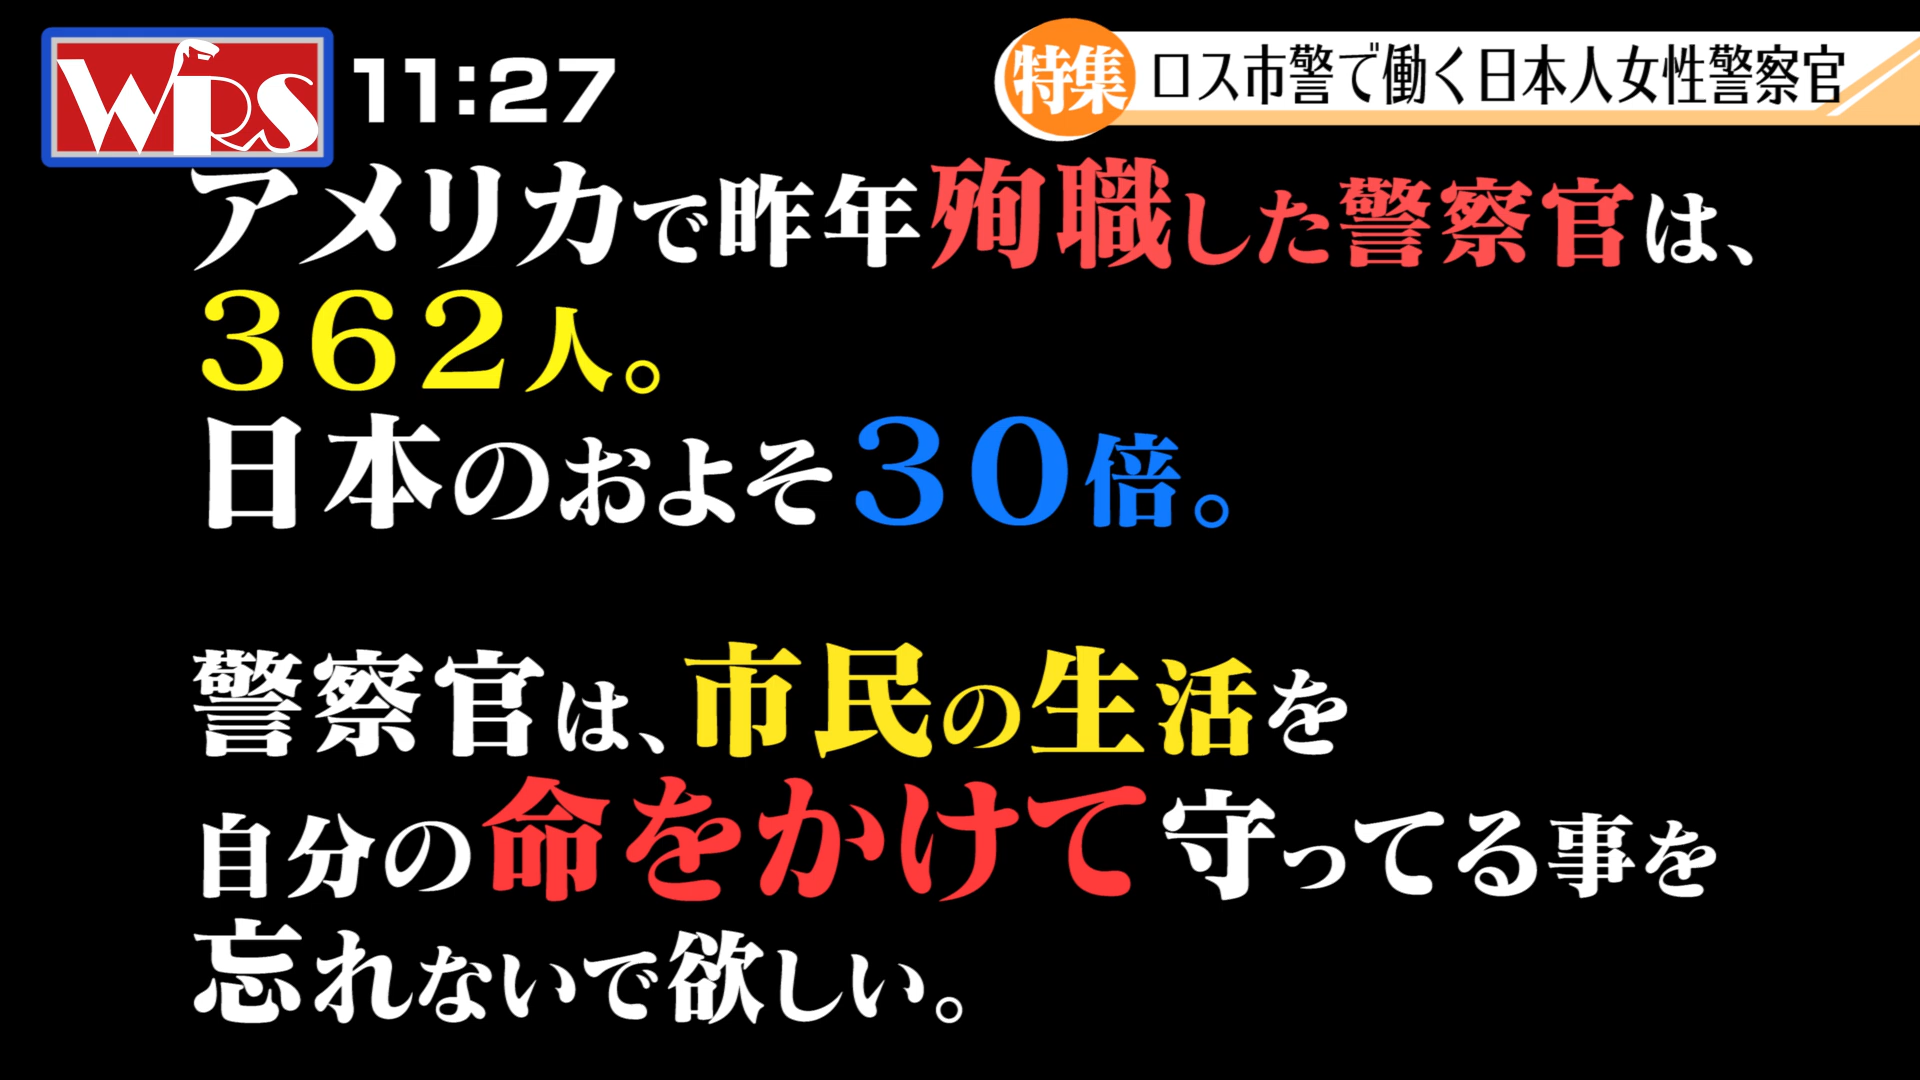 WRS
11:27
特集 ロス市警で働く日本人女性警察官
アメリカで昨年殉職した警察官は、
３６２人。
日本のおよそ３０倍。
警察官は、市民の生活を
自分の命をかけて守ってる事を
忘れないで欲しい。